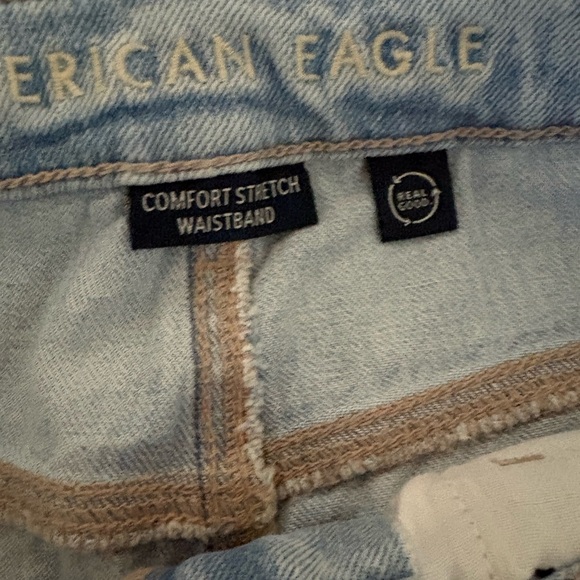 ERICAN EAGLE
COMFORT STRETCH
WAISTBAND
REAL
GOOD.